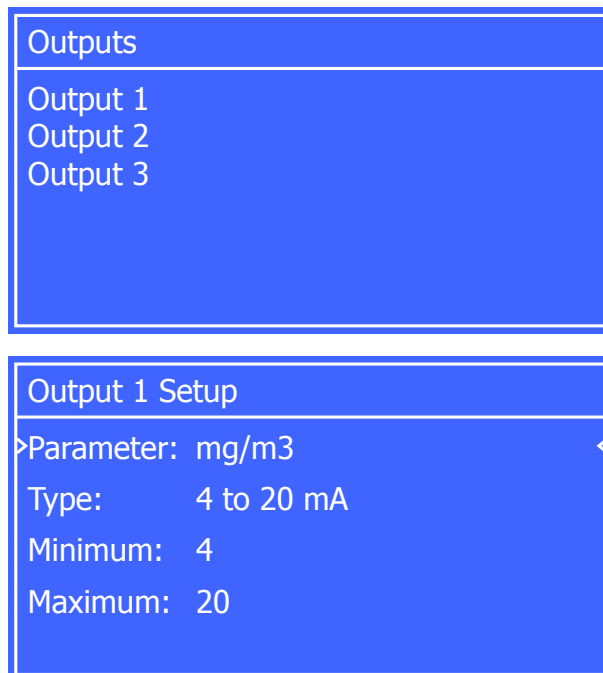 Outputs
Output 1
Output 2
Output 3
Output 1 Setup
>Parameter: mg/m3
Type: 4 to 20 mA
Minimum: 4
Maximum: 20